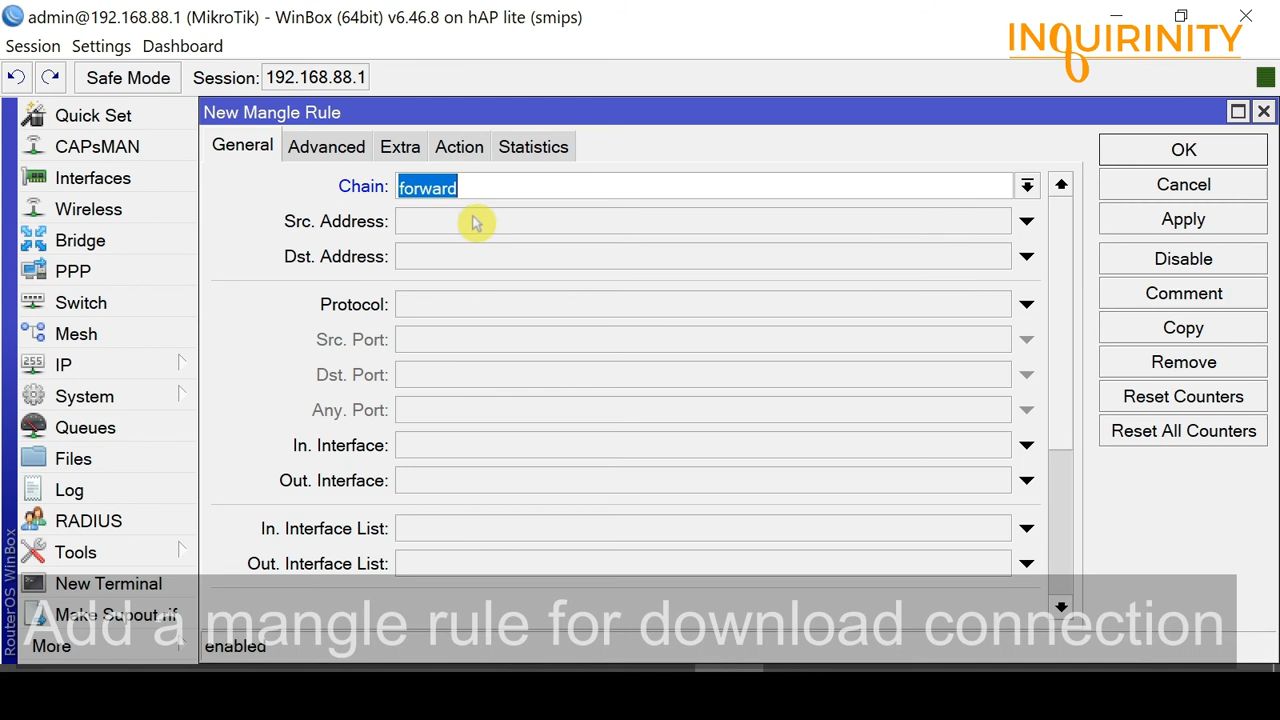 admin@192.168.88.1 (MikroTik) - WinBox (64bit) v6.46.8 on hAP lite (smips)
INQUIRINITY
Session Settings Dashboard
Safe Mode Session: 192.168.88.1
Quick Set
CAPsMAN
Interfaces
Wireless
Bridge
PPP
Switch
Mesh
255 IP
System
Queues
Files
Log
RADIUS
Tools
New Terminal
Make Supout.rif
More
RouterOS WinBox
New Mangle Rule
General Advanced Extra Action Statistics
Chain: forward
Src. Address:
Dst. Address:
Protocol:
Src. Port:
Dst. Port:
Any. Port:
In. Interface:
Out. Interface:
In. Interface List:
Out. Interface List:
enabled
OK
Cancel
Apply
Disable
Comment
Copy
Remove
Reset Counters
Reset All Counters
Add a mangle rule for download connection